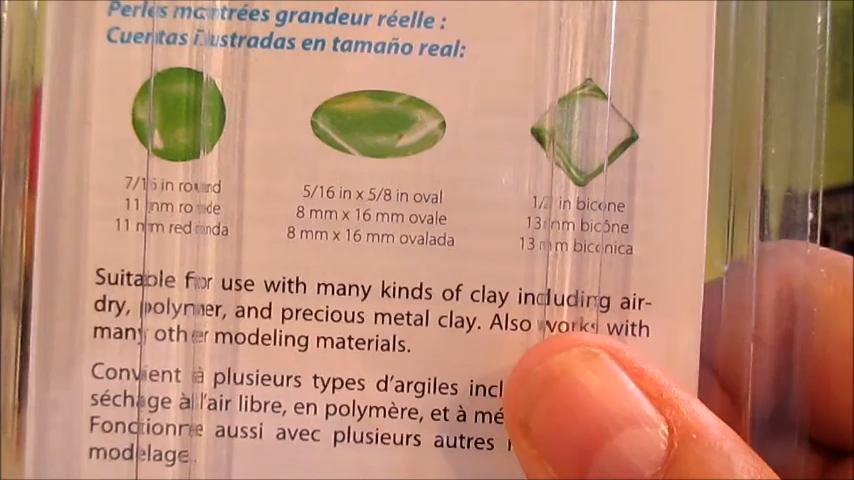 Perles montrées grandeur réelle :
Cuentas ilustradas en tamaño real:
7/16 in round
11 mm ronde
11 mm redonda
5/16 in x 5/8 in oval
8 mm x 16 mm ovale
8 mm x 16 mm ovalada
1/2 in bicone
13 mm bicône
13 mm bicónica
Suitable for use with many kinds of clay including air-
dry, polymer, and precious metal clay. Also works with
many other modeling materials.
Convient à plusieurs types d'argiles incl
séchage à l'air libre, en polymère, et à mé
Fonctionne aussi avec plusieurs autres
modelage.